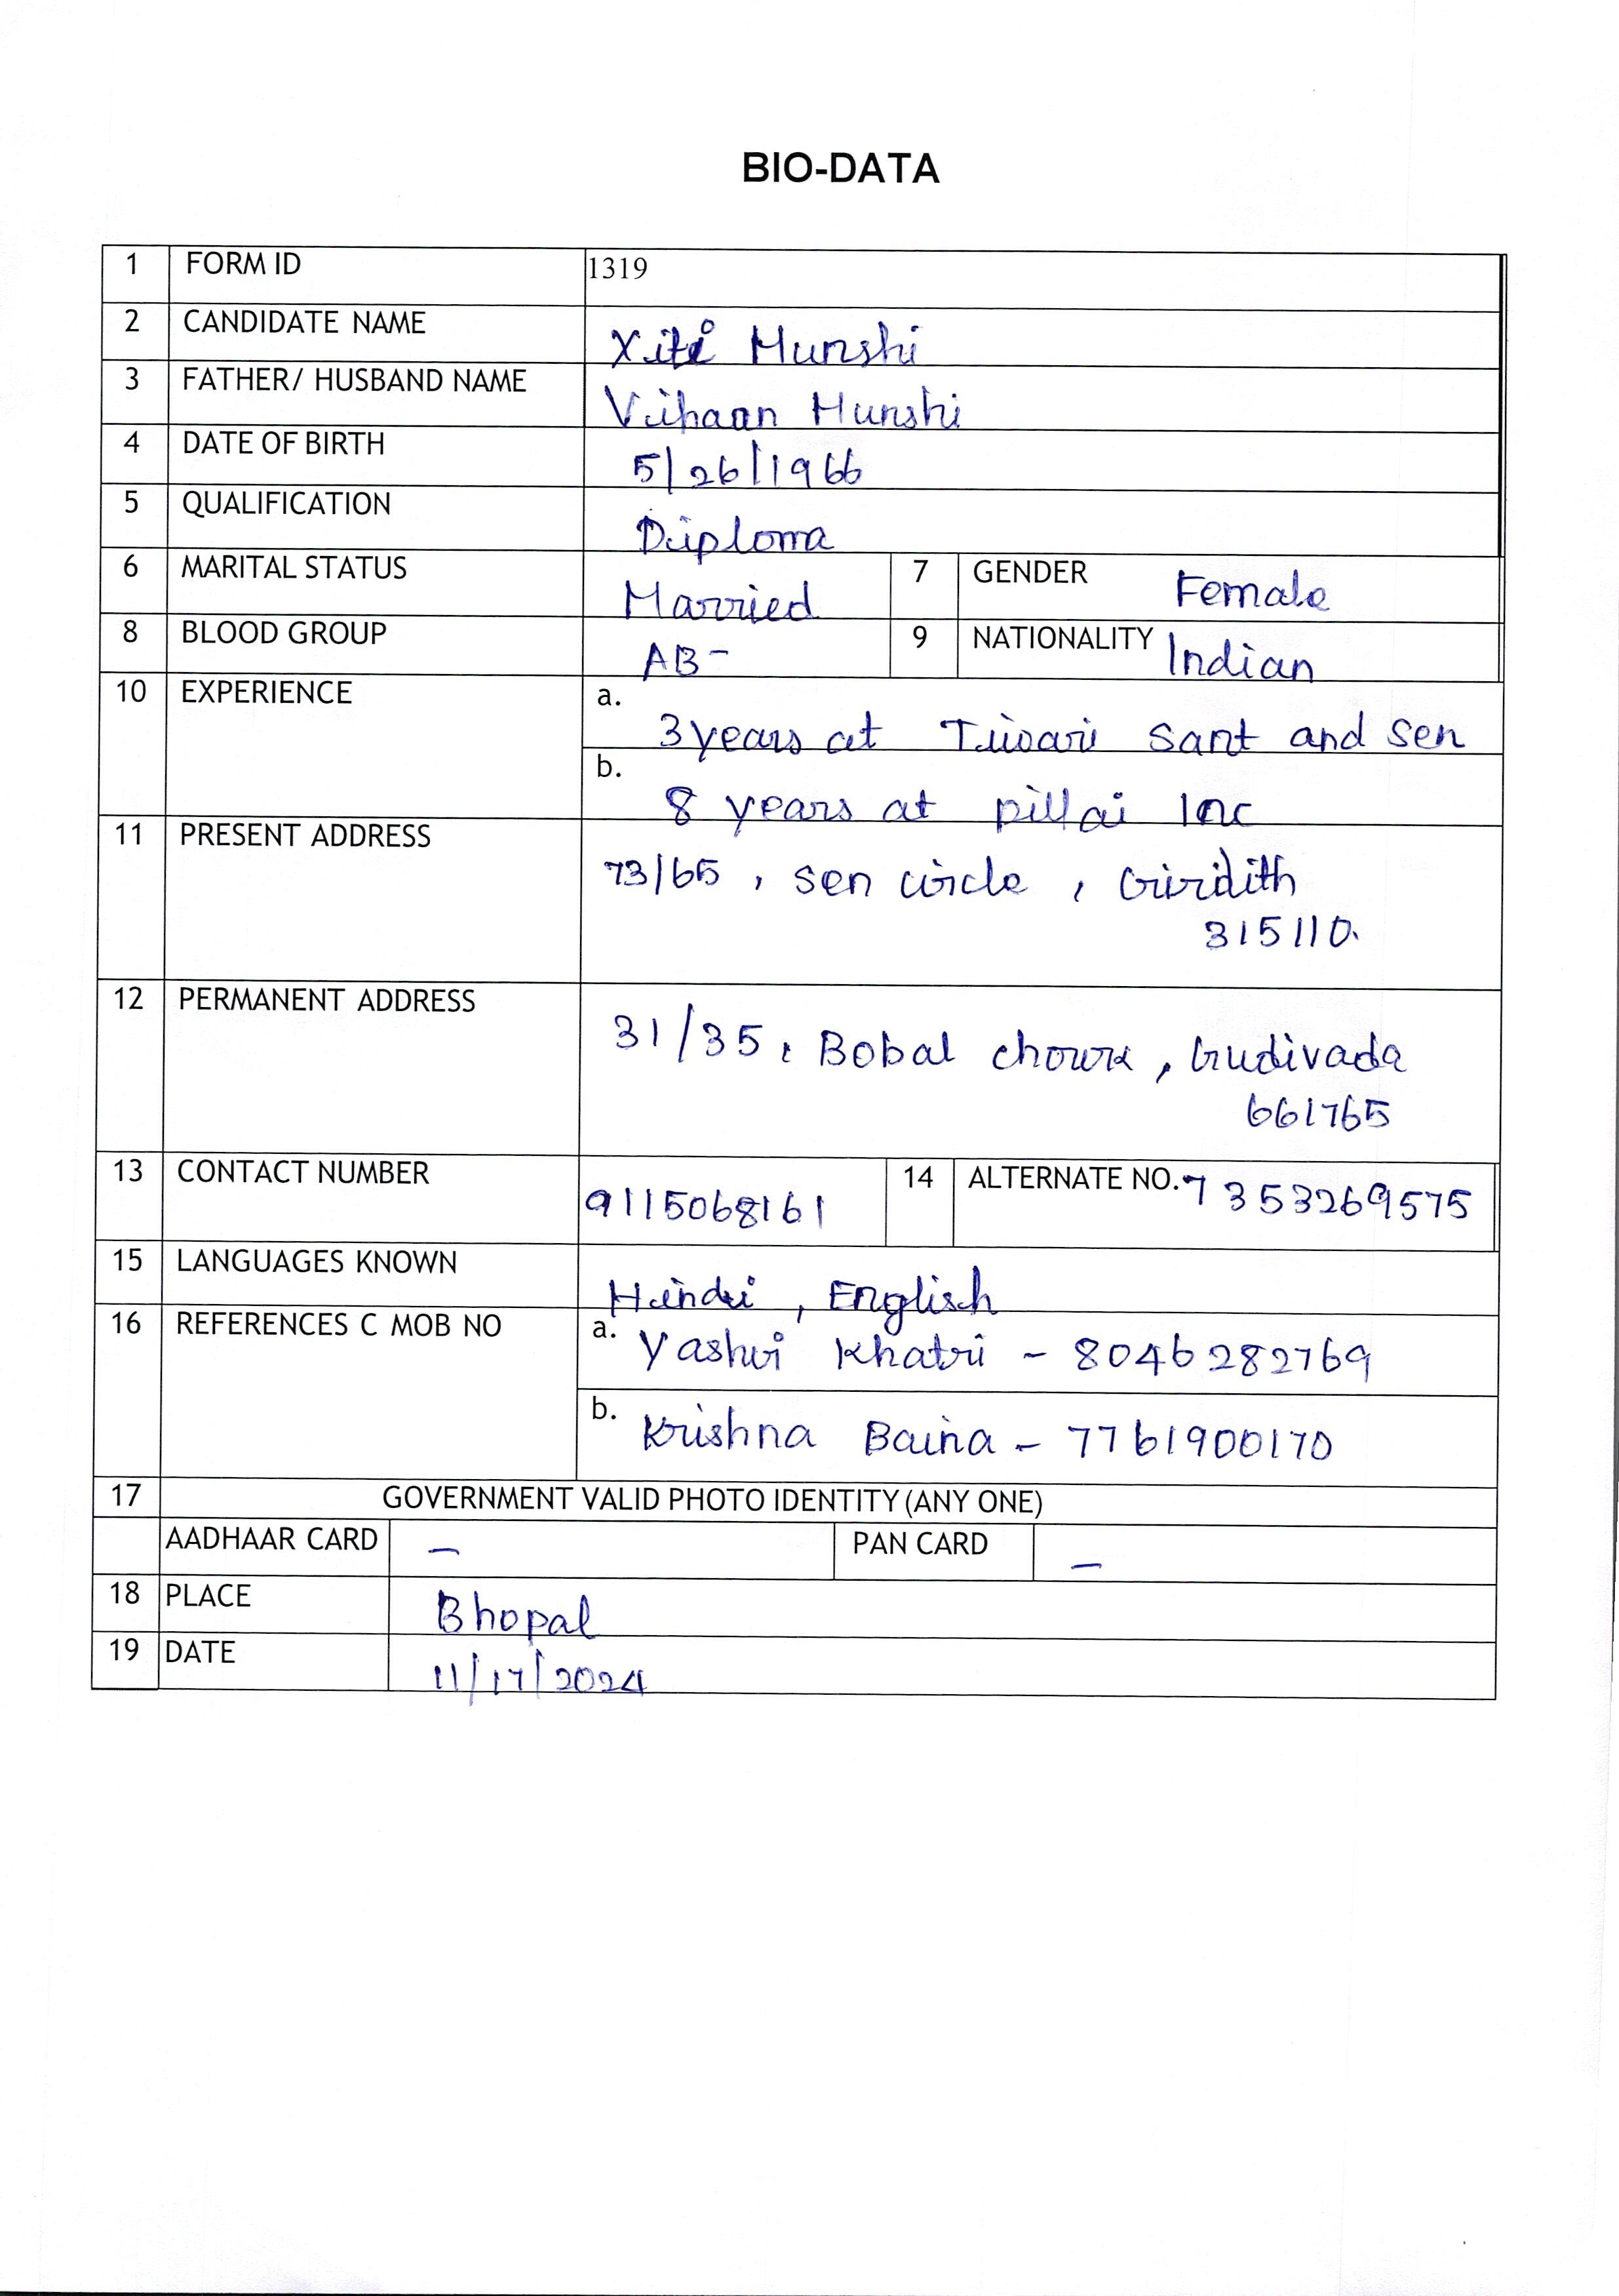 BIO-DATA
1 FORM ID 1319
2 CANDIDATE NAME Xiti Munshi
3 FATHER/ HUSBAND NAME Vihaan Munshi
4 DATE OF BIRTH 5/26/1966
5 QUALIFICATION Diploma
6 MARITAL STATUS Married 7 GENDER Female
8 BLOOD GROUP AB- 9 NATIONALITY Indian
10 EXPERIENCE a. 3 years at Tiwari Sant and Sen
b. 8 years at pillai Inc
11 PRESENT ADDRESS 73/65, Sen circle, Giridith
315110.
12 PERMANENT ADDRESS 31/35, Bobal chowk, Gudivada
661765
13 CONTACT NUMBER 9115068161 14 ALTERNATE NO. 7353269575
15 LANGUAGES KNOWN Hindi, English
16 REFERENCES C MOB NO a. Yashvi Khatri - 8046282769
b. Krishna Baina - 7761900170
17 GOVERNMENT VALID PHOTO IDENTITY (ANY ONE)
AADHAAR CARD - PAN CARD -
18 PLACE Bhopal
19 DATE 11/17/2024